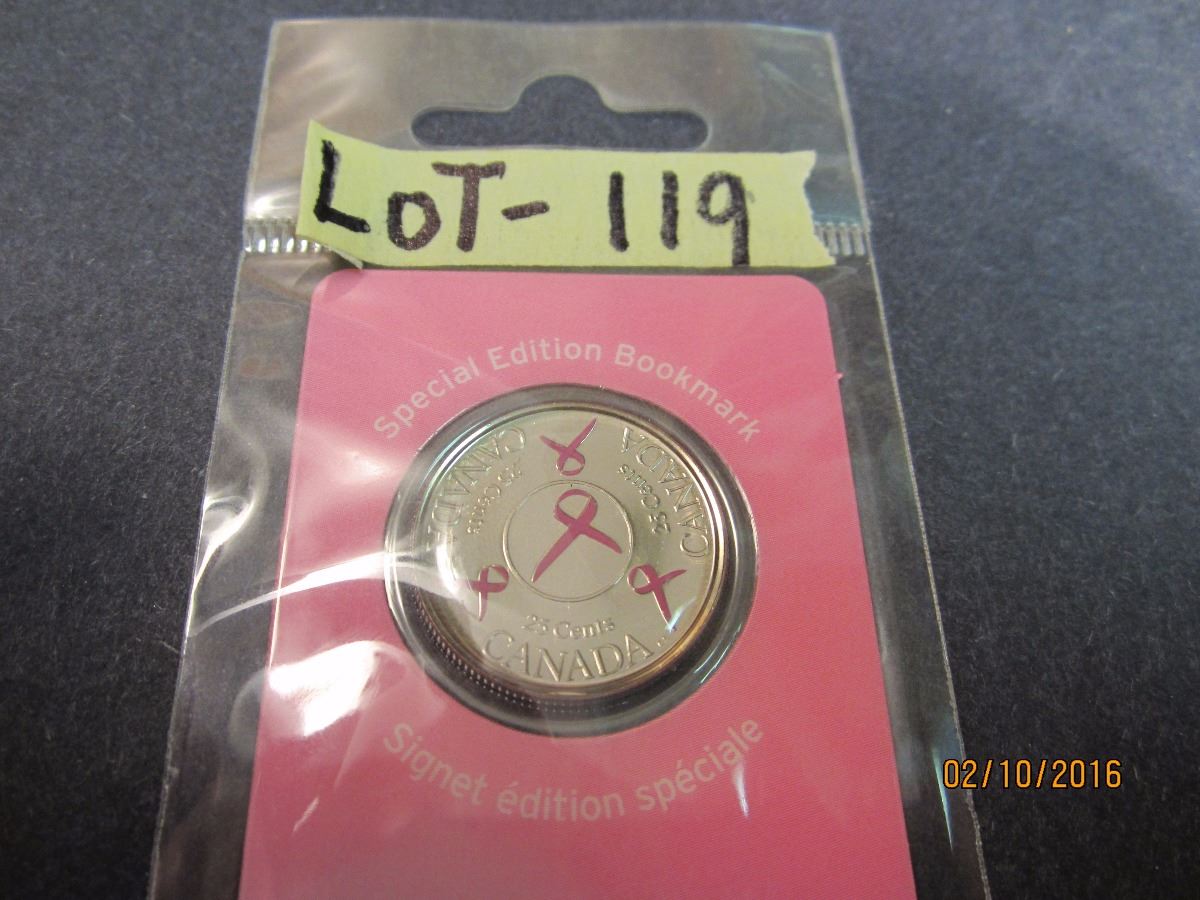 LOT- 119
Special Edition Bookmark
CANADA
25 Cents
CANADA
25 Cents
25 Cents
CANADA
Signet édition spéciale
02/10/2016